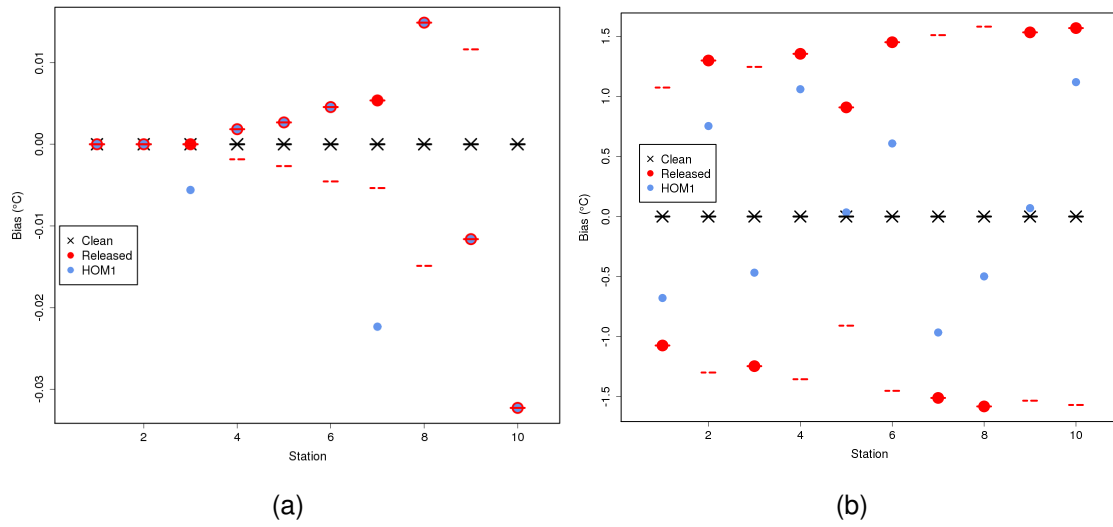 0.01
0.00
-0.01
-0.02
-0.03
Bias (°C)
Clean
Released
HOM1
2
4
6
8
10
Station
(a)
1.5
1.0
0.5
0.0
-0.5
-1.0
-1.5
Bias (°C)
Clean
Released
HOM1
2
4
6
8
10
Station
(b)